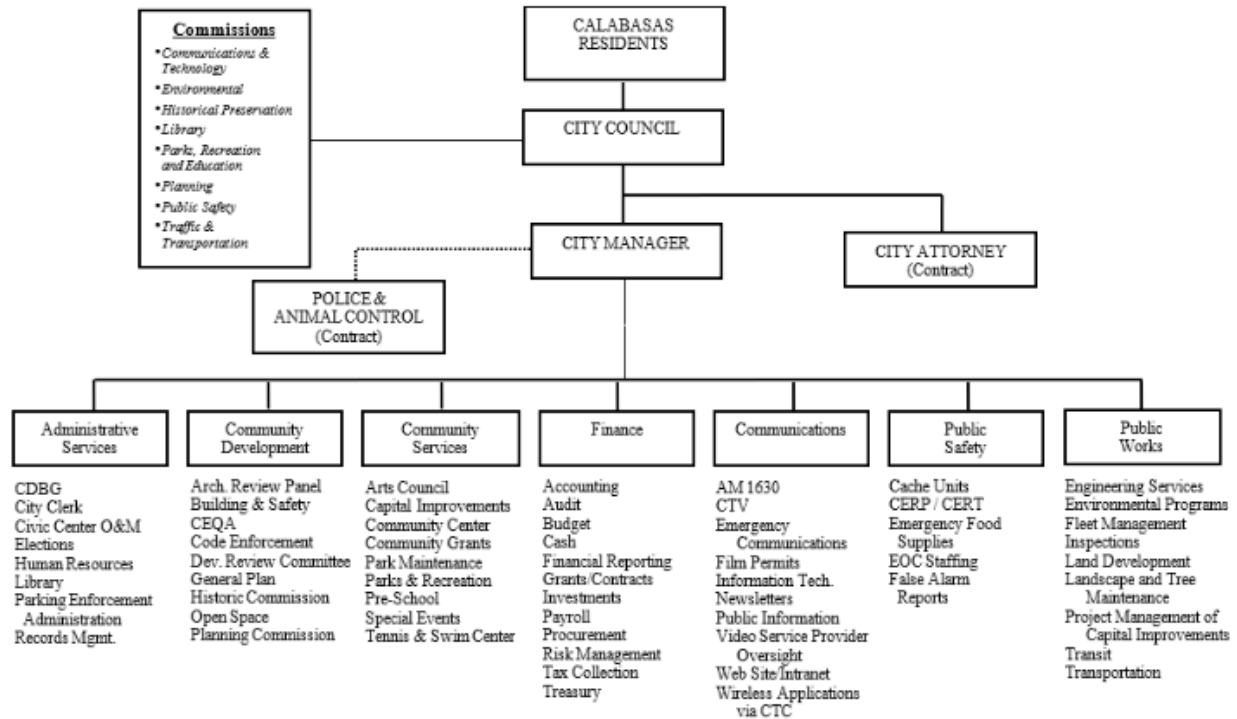 Commissions
•Communications &
Technology
•Environmental
•Historical Preservation
•Library
•Parks, Recreation
and Education
•Planning
•Public Safety
•Traffic &
Transportation
CALABASAS
RESIDENTS
CITY COUNCIL
CITY MANAGER
CITY ATTORNEY
(Contract)
POLICE &
ANIMAL CONTROL
(Contract)
Administrative
Services
CDBG
City Clerk
Civic Center O&M
Elections
Human Resources
Library
Parking Enforcement
Administration
Records Mgmt.
Community
Development
Arch. Review Panel
Building & Safety
CEQA
Code Enforcement
Dev. Review Committee
General Plan
Historic Commission
Open Space
Planning Commission
Community
Services
Arts Council
Capital Improvements
Community Center
Community Grants
Park Maintenance
Parks & Recreation
Pre-School
Special Events
Tennis & Swim Center
Finance
Accounting
Audit
Budget
Cash
Financial Reporting
Grants/Contracts
Investments
Payroll
Procurement
Risk Management
Tax Collection
Treasury
Communications
AM 1630
CTV
Emergency
Communications
Film Permits
Information Tech.
Newsletters
Public Information
Video Service Provider
Oversight
Web Site/Intranet
Wireless Applications
via CTC
Public
Safety
Cache Units
CERP / CERT
Emergency Food
Supplies
EOC Staffing
False Alarm
Reports
Public
Works
Engineering Services
Environmental Programs
Fleet Management
Inspections
Land Development
Landscape and Tree
Maintenance
Project Management of
Capital Improvements
Transit
Transportation